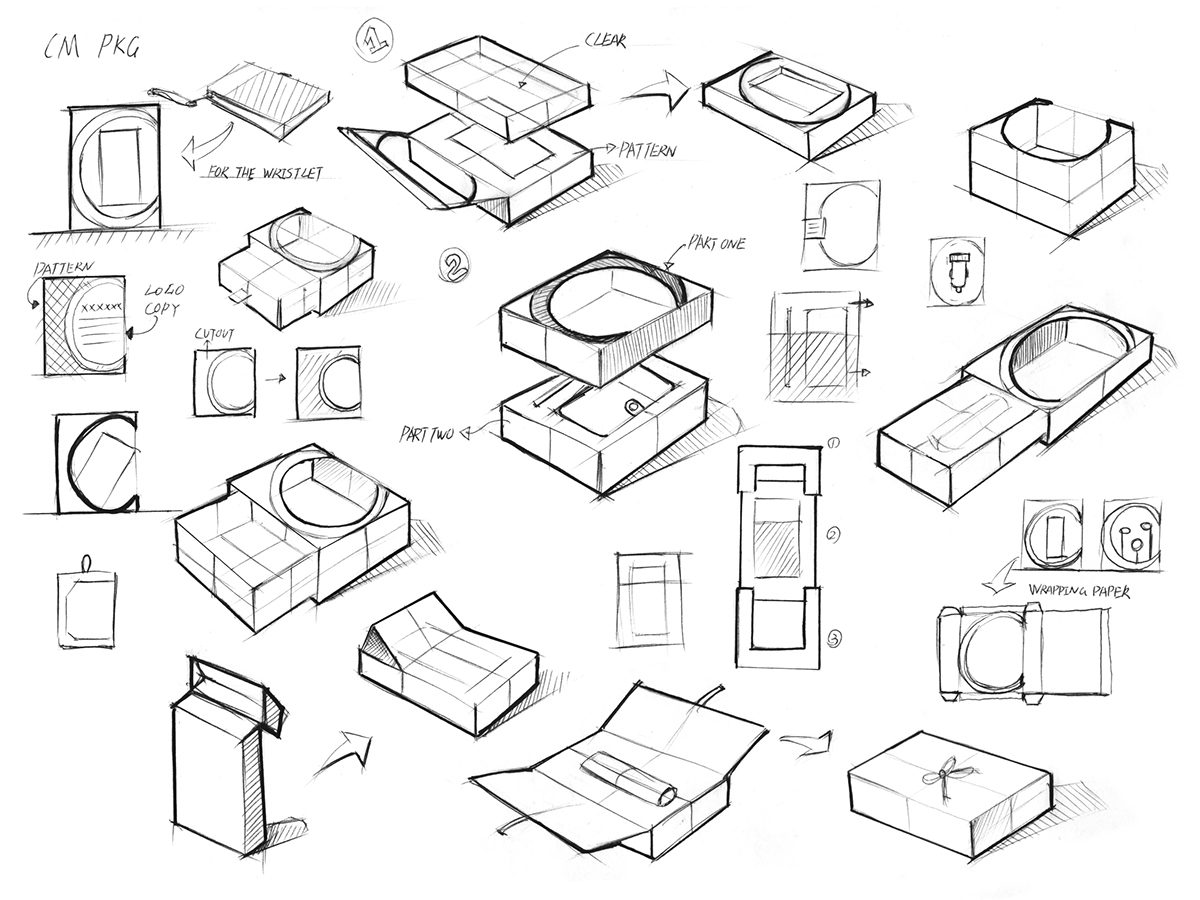 CM PKG
1
CLEAR
PATTERN
FOR THE WRISTLET
2
PART ONE
PATTERN
LOGO
COPY
XXXXXX
CUTOUT
PART TWO
1
2
3
WRAPPING PAPER